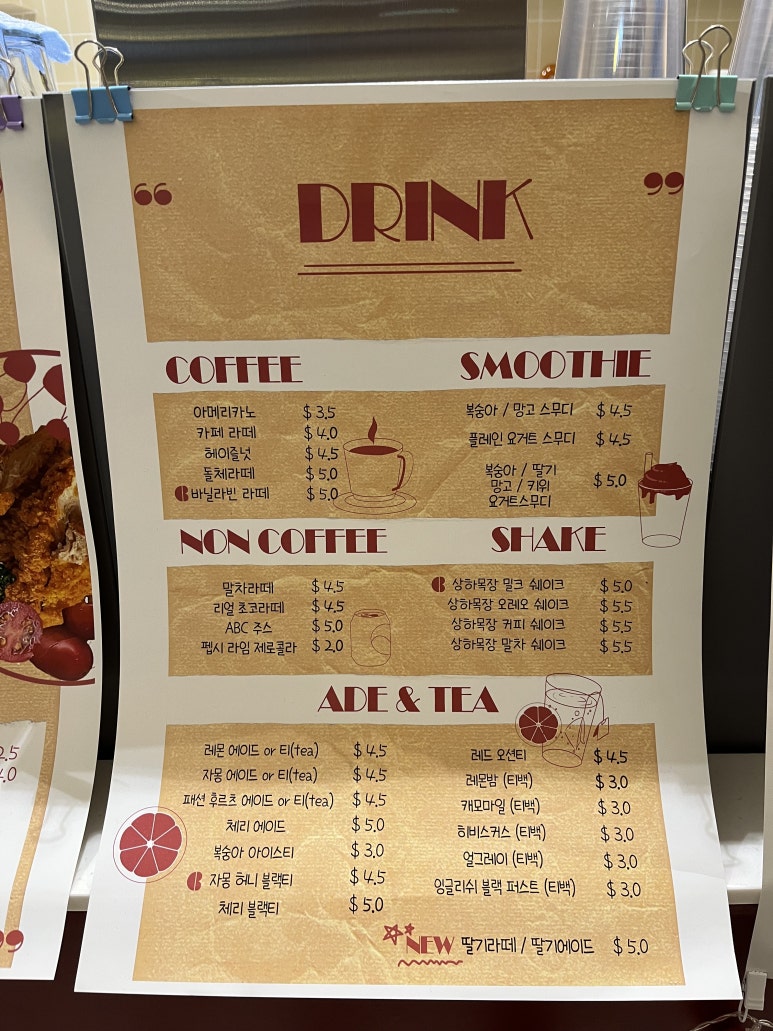 “ DRINK ”
COFFEE
아메리카노 $ 3.5
카페 라떼 $ 4.0
헤이즐넛 $ 4.5
돌체라떼 $ 5.0
바닐라빈 라떼 $ 5.0
SMOOTHIE
복숭아 / 망고 스무디 $ 4.5
플레인 요거트 스무디 $ 4.5
복숭아 / 딸기
망고 / 키위 $ 5.0
요거트스무디
NON COFFEE
말차라떼 $ 4.5
리얼 쵸코라떼 $ 4.5
ABC 주스 $ 5.0
펩시 라임 제로콜라 $ 2.0
SHAKE
상하목장 밀크 쉐이크 $ 5.0
상하목장 오레오 쉐이크 $ 5.5
상하목장 커피 쉐이크 $ 5.5
상하목장 말차 쉐이크 $ 5.5
ADE & TEA
레몬 에이드 or 티(tea) $ 4.5
자몽 에이드 or 티(tea) $ 4.5
패션 후르츠 에이드 or 티(tea) $ 4.5
체리 에이드 $ 5.0
복숭아 아이스티 $ 3.0
자몽 허니 블랙티 $ 4.5
체리 블랙티 $ 5.0
레드 오션티 $ 4.5
레몬밤 (티백) $ 3.0
캐모마일 (티백) $ 3.0
히비스커스 (티백) $ 3.0
얼그레이 (티백) $ 3.0
잉글리쉬 블랙 퍼스트 (티백) $ 3.0
NEW 딸기라떼 / 딸기에이드 $ 5.0